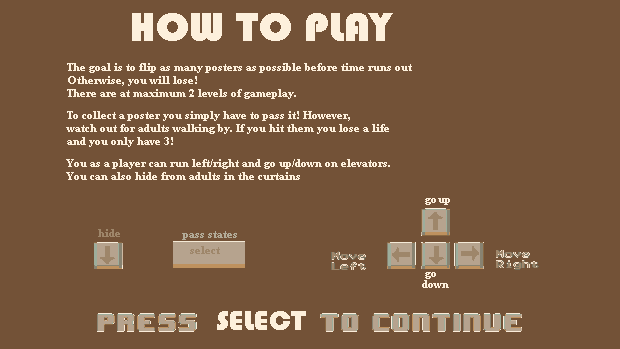 HOW TO PLAY
The goal is to flip as many posters as possible before time runs out
Otherwise, you will lose!
There are at maximum 2 levels of gameplay.
To collect a poster you simply have to pass it! However,
watch out for adults walking by. If you hit them you lose a life
and you only have 3!
You as a player can run left/right and go up/down on elevators.
You can also hide from adults in the curtains
go up
hide
pass states
select
Move
Left
Move
Right
go
down
PRESS SELECT TO CONTINUE